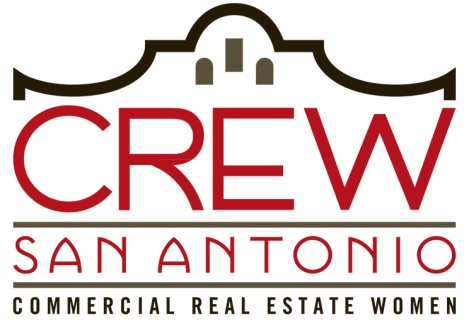 CREW
SAN ANTONIO
COMMERCIAL REAL ESTATE WOMEN